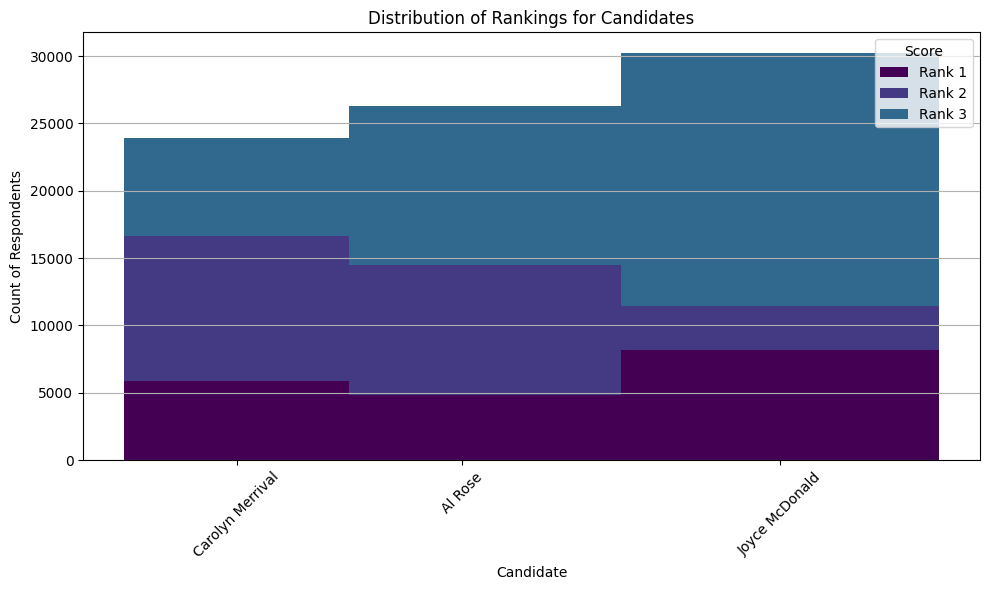 Distribution of Rankings for Candidates
Score
Rank 1
Rank 2
Rank 3
Count of Respondents
30000
25000
20000
15000
10000
5000
0
Carolyn Merrival
Al Rose
Joyce McDonald
Candidate